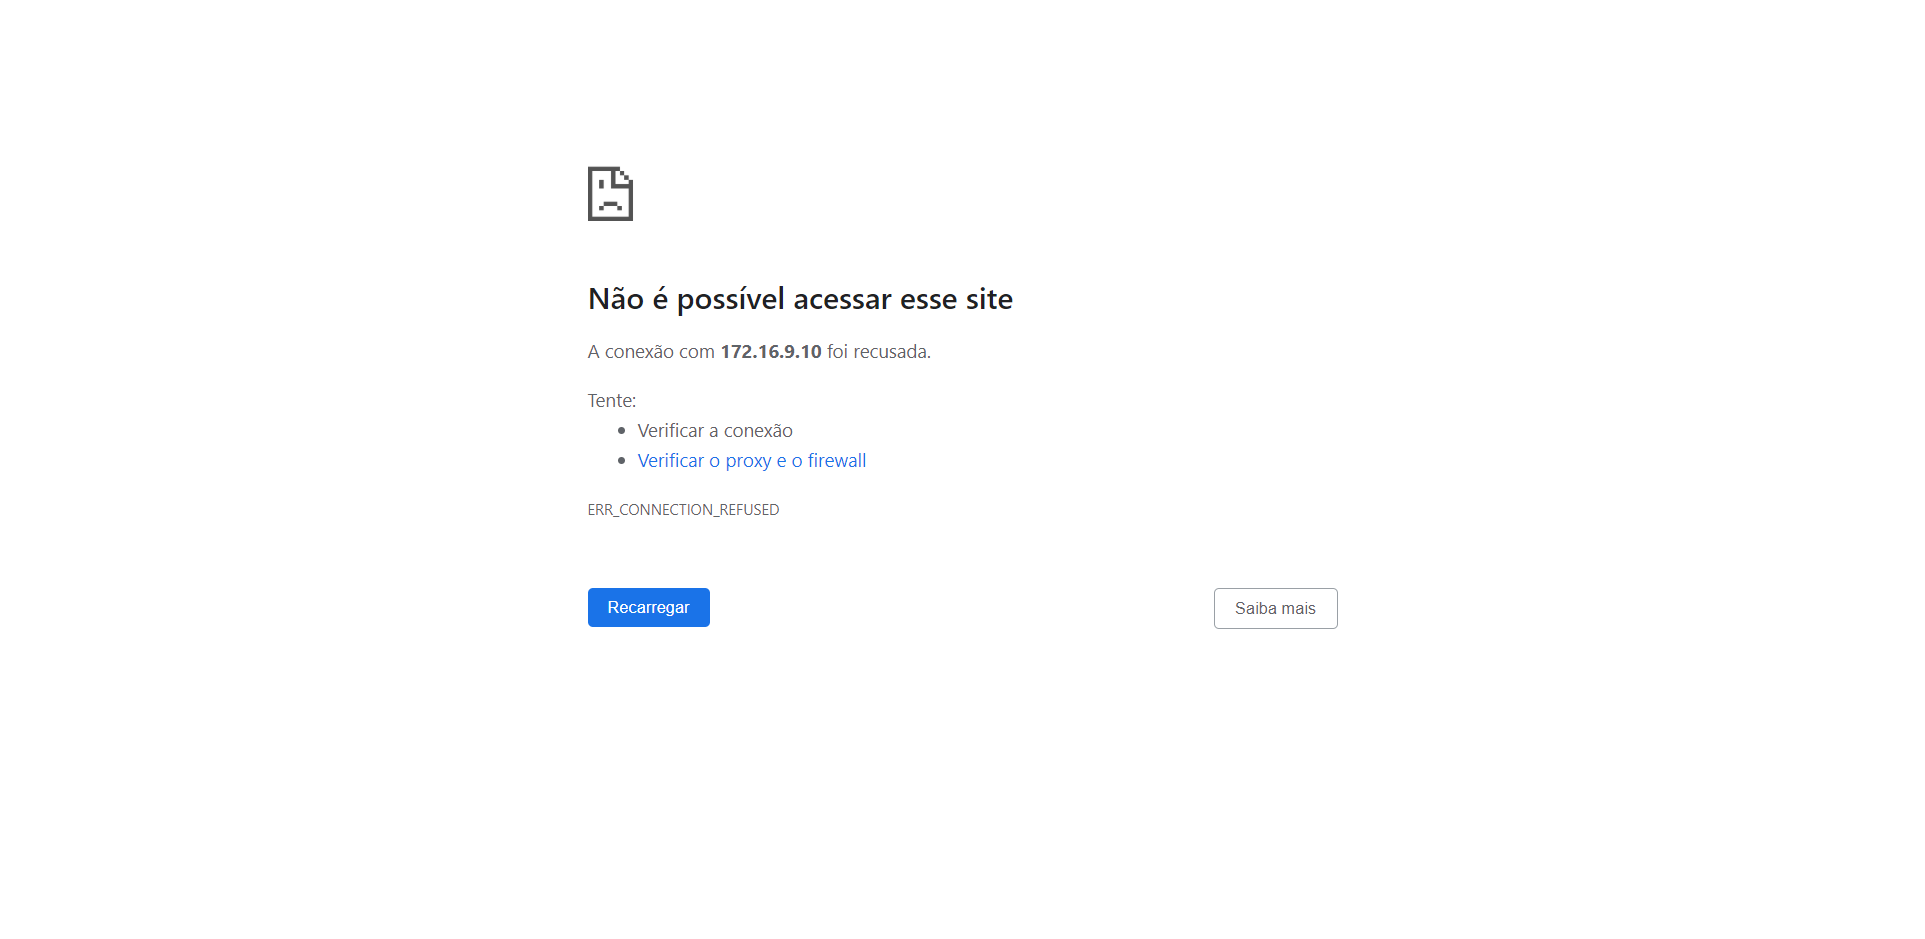 Não é possível acessar esse site
A conexão com 172.16.9.10 foi recusada.
Tente:
• Verificar a conexão
• Verificar o proxy e o firewall
ERR_CONNECTION_REFUSED
Recarregar
Saiba mais